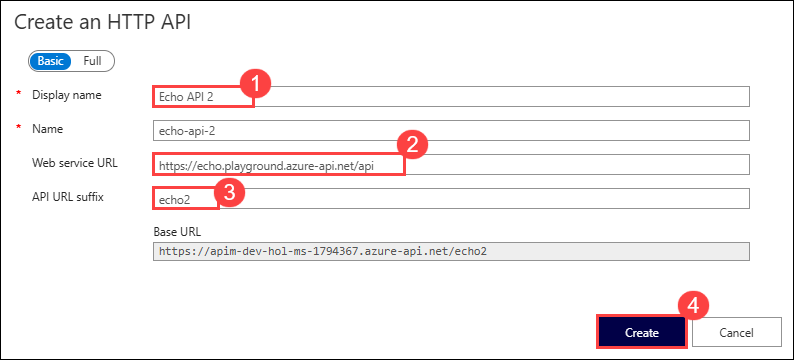 Create an HTTP API
Basic Full
1
* Display name Echo API 2
* Name echo-api-2
2
Web service URL https://echo.playground.azure-api.net/api
3
API URL suffix echo2
Base URL
https://apim-dev-hol-ms-1794367.azure-api.net/echo2
4
Create Cancel